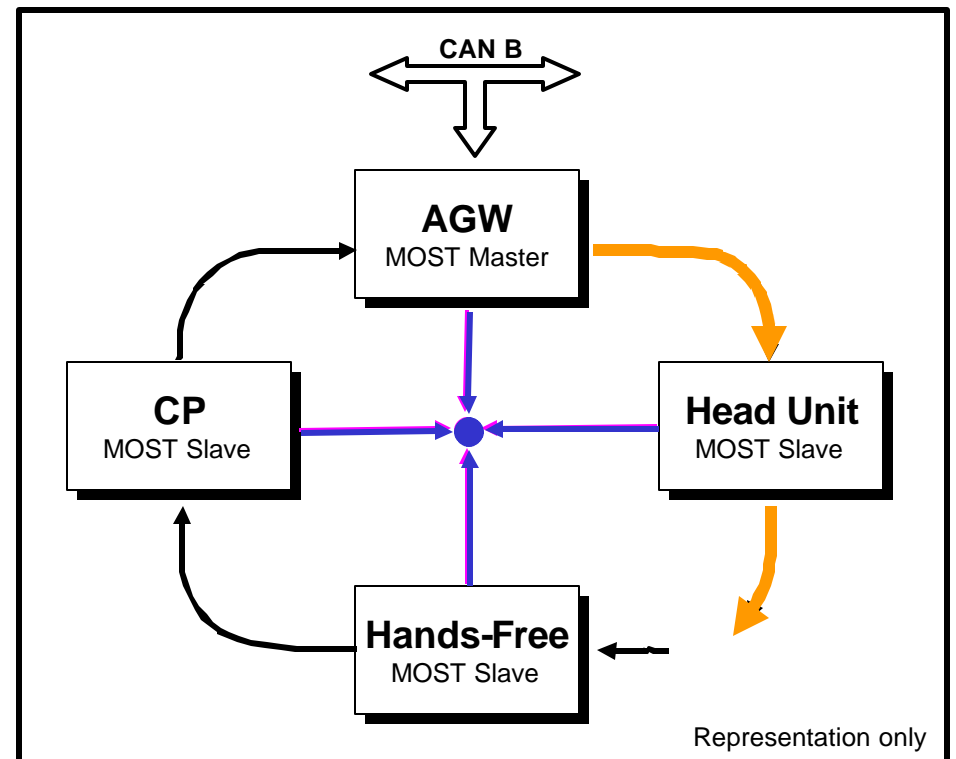 CAN B
AGW
MOST Master
CP
MOST Slave
Head Unit
MOST Slave
Hands-Free
MOST Slave
Representation only